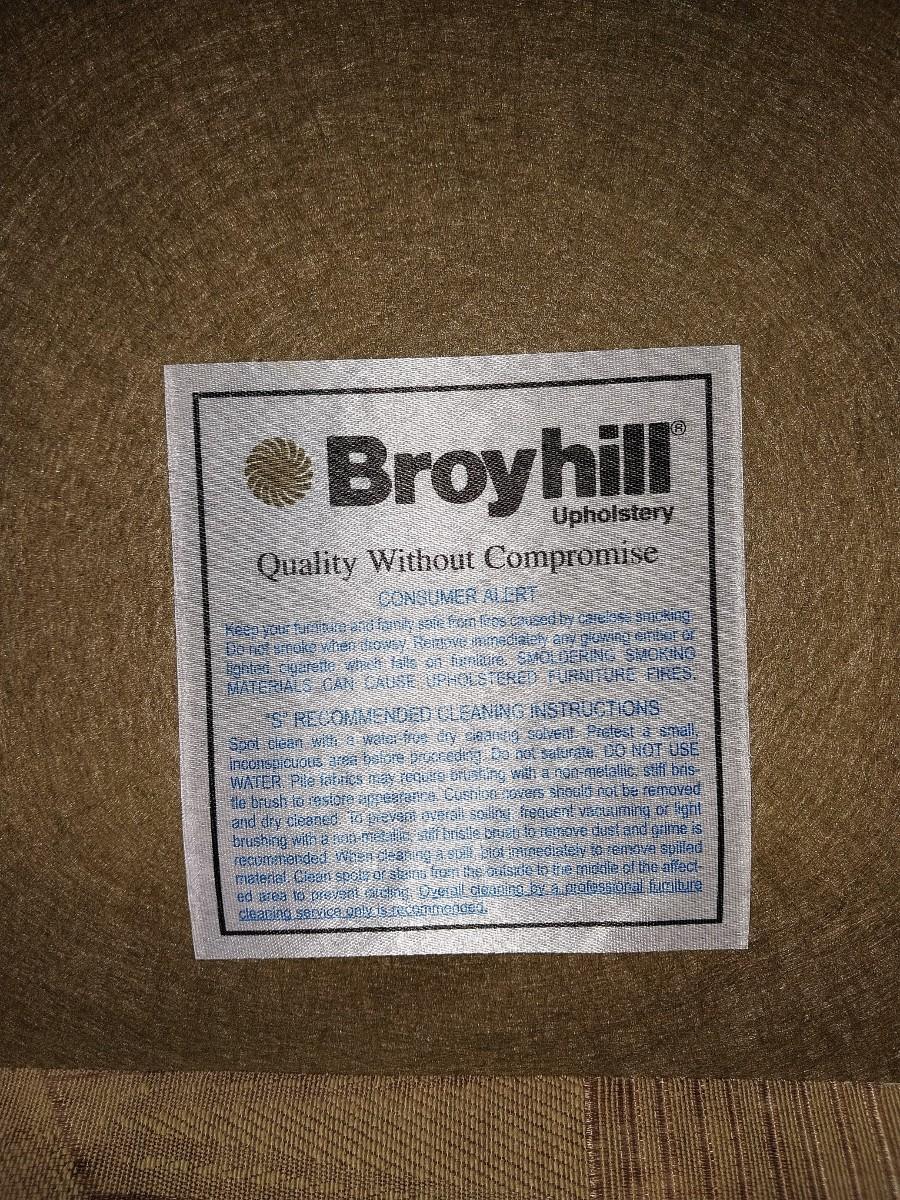 Broyhill®
Upholstery
Quality Without Compromise
CONSUMER ALERT
Keep your furniture and family safe from fires caused by careless smoking.
Do not smoke when drowsy. Remove immediately any glowing ember or
lighted cigarette which falls on furniture. SMOLDERING SMOKING
MATERIALS CAN CAUSE UPHOLSTERED FURNITURE FIRES.
"S" RECOMMENDED CLEANING INSTRUCTIONS
Spot clean with a water-free dry cleaning solvent. Pretest a small,
inconspicuous area before proceeding. Do not saturate. DO NOT USE
WATER. Pile fabrics may require brushing with a non-metallic, stiff bris-
tle brush to restore appearance. Cushion covers should not be removed
and dry cleaned. To prevent overall soiling, frequent vacuuming or light
brushing with a non-metallic, stiff bristle brush to remove dust and grime is
recommended. When cleaning a spill, blot immediately to remove spilled
material. Clean spots or stains from the outside to the middle of the affect-
ed area to prevent circling. Overall cleaning by a professional furniture
cleaning service only is recommended.